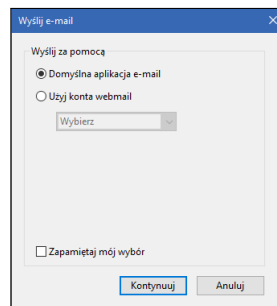 Wyślij e-mail
Wyślij za pomocą
Domyślna aplikacja e-mail
Użyj konta webmail
Wybierz
Zapamiętaj mój wybór
Kontynuuj Anuluj